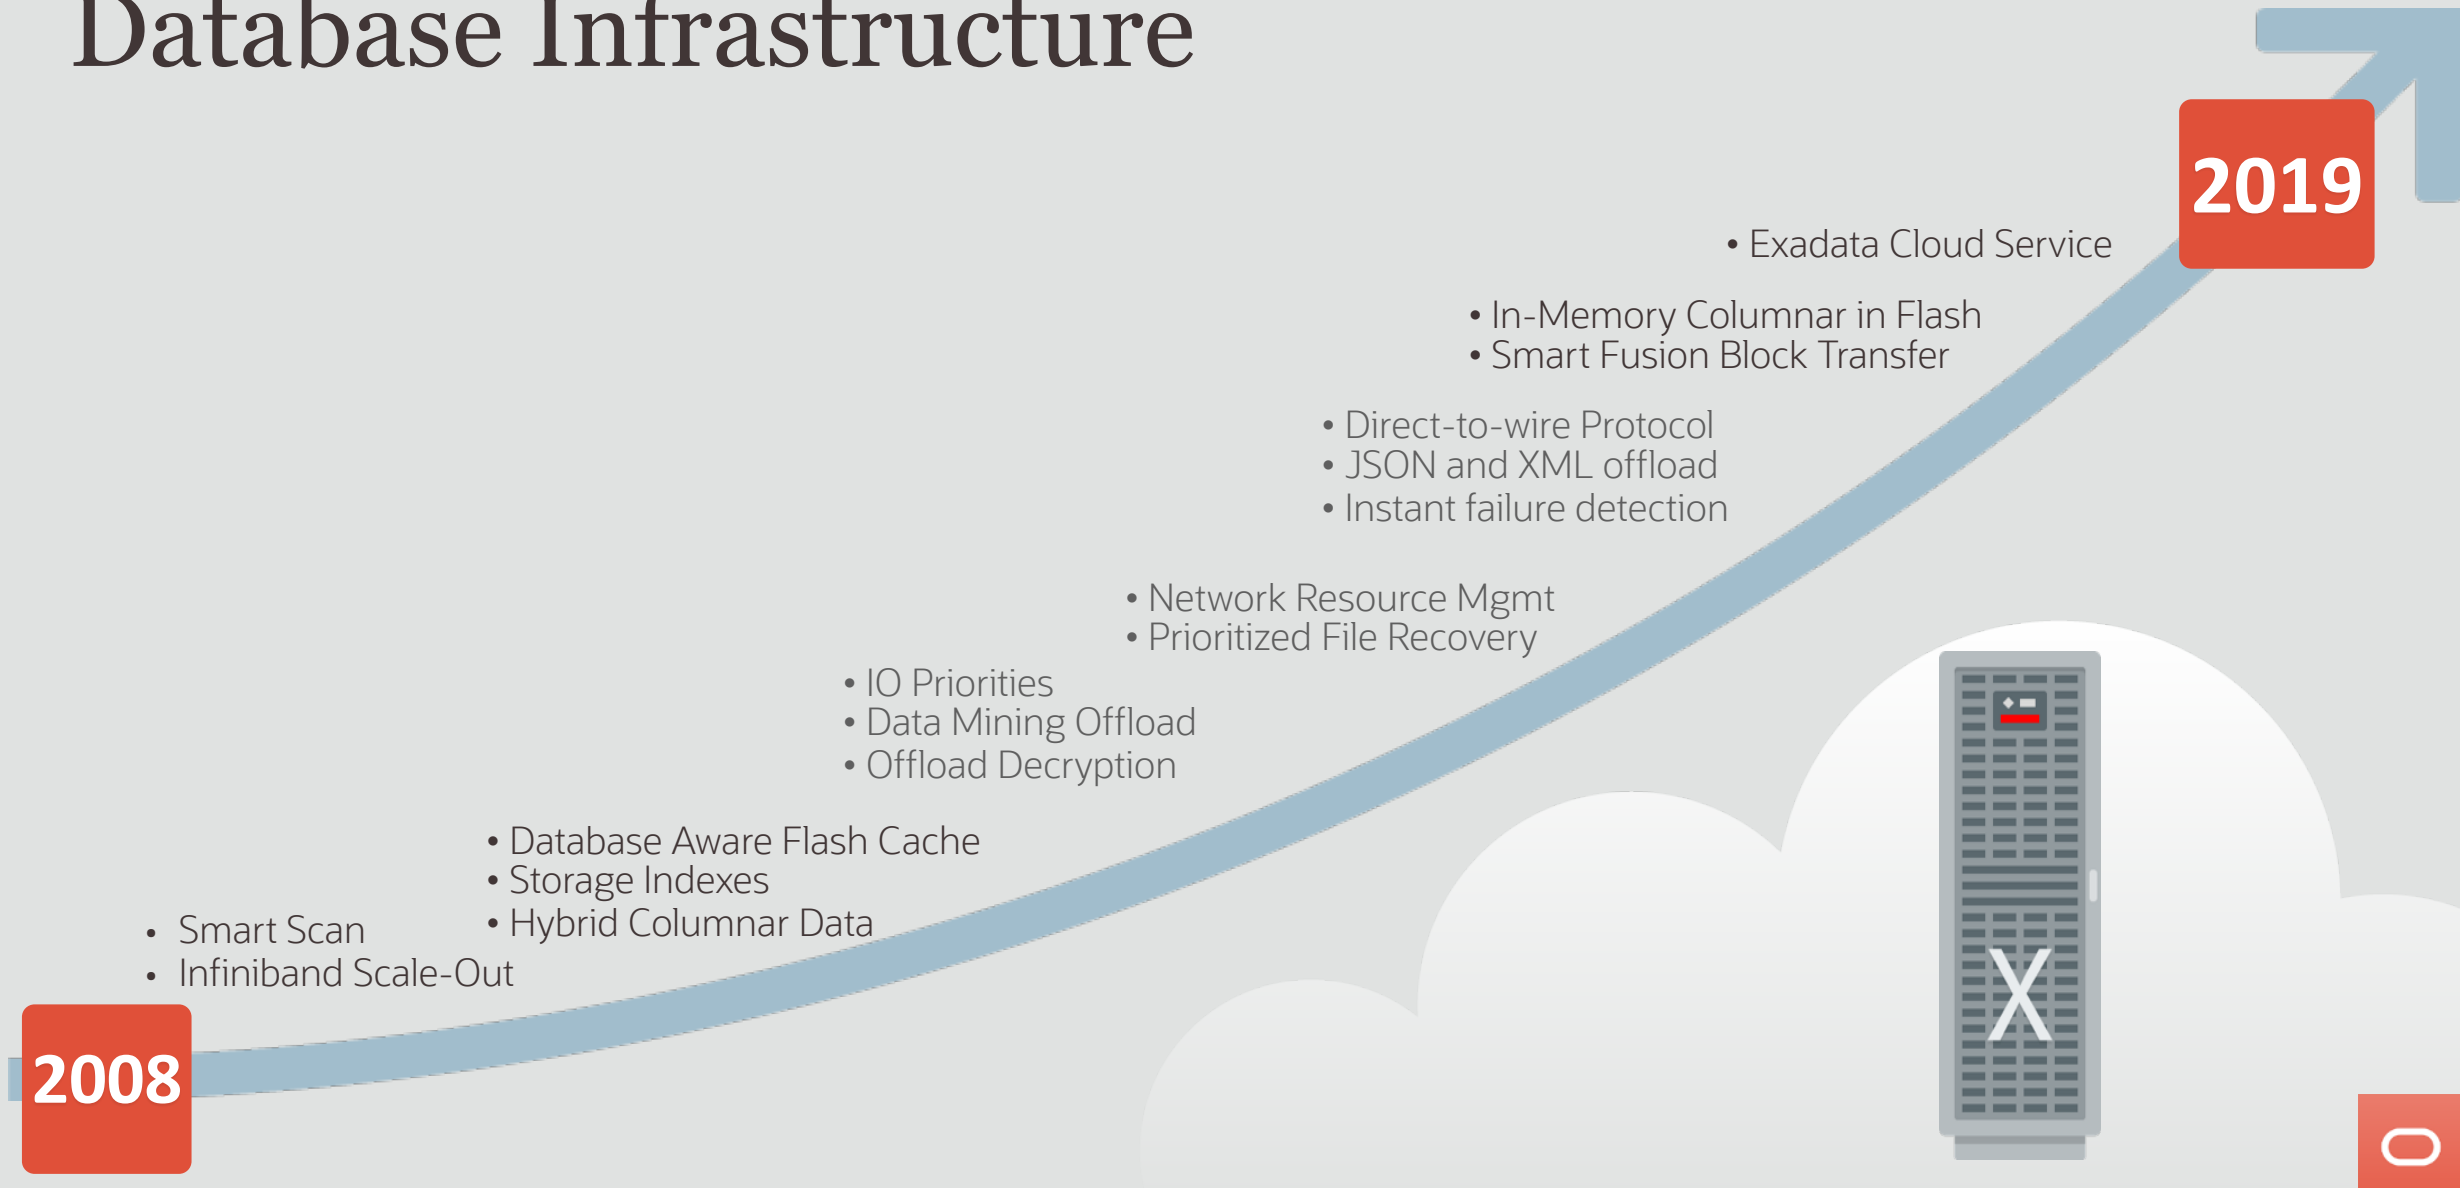 Database Infrastructure
2019
• Exadata Cloud Service
• In-Memory Columnar in Flash
• Smart Fusion Block Transfer
• Direct-to-wire Protocol
• JSON and XML offload
• Instant failure detection
• Network Resource Mgmt
• Prioritized File Recovery
• IO Priorities
• Data Mining Offload
• Offload Decryption
• Database Aware Flash Cache
• Storage Indexes
• Hybrid Columnar Data
• Smart Scan
• Infiniband Scale-Out
2008
X